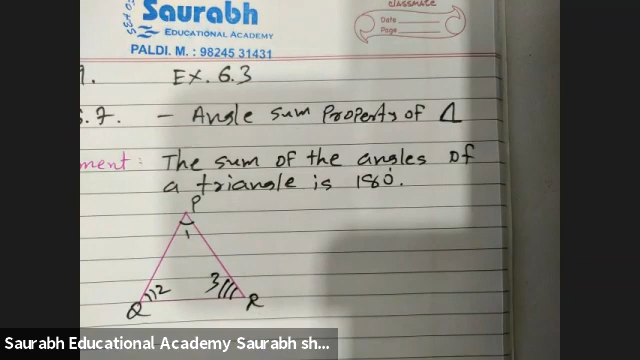 Saurabh
EDUCATIONAL ACADEMY
PALDI. M. : 98245 31431
CLASSMATE
Date
Page
Ex. 6.3
- Angle sum Property of Δ
ment: The sum of the angles of
a triangle is 180°.
P
1
2
3
Q
R
Saurabh Educational Academy Saurabh sh...